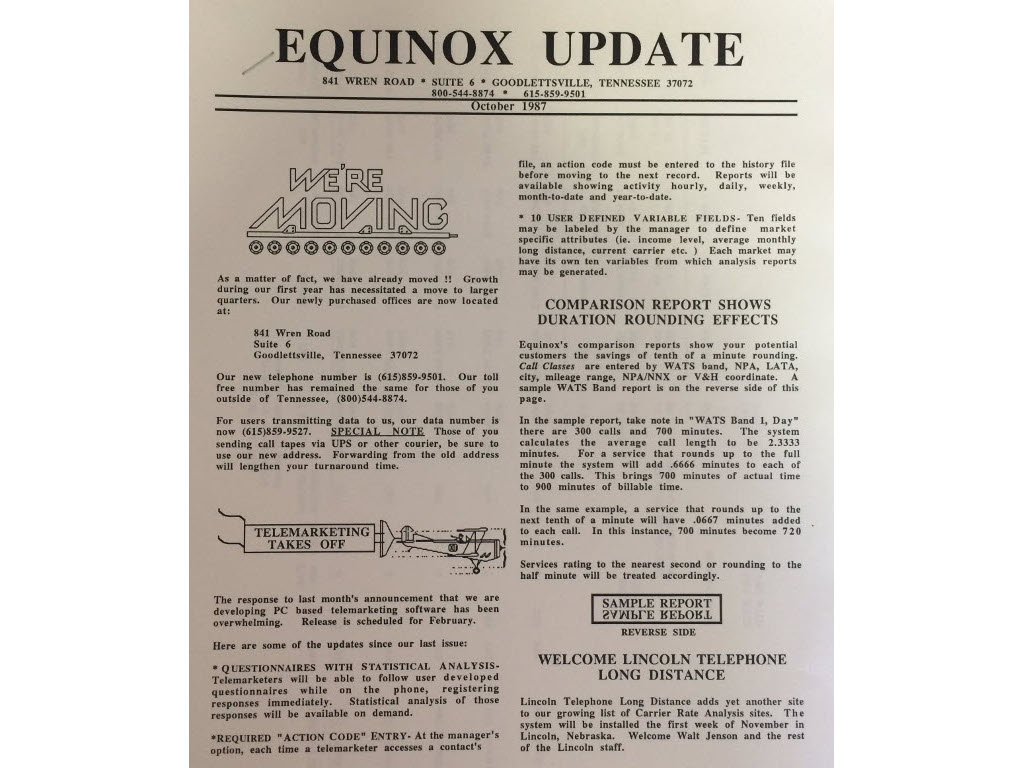 EQUINOX UPDATE
841 WREN ROAD * SUITE 6 * GOODLETTSVILLE, TENNESSEE 37072
800-544-8874 * 615-859-9501
October 1987
WE'RE
MOVING
As a matter of fact, we have already moved !! Growth
during our first year has necessitated a move to larger
quarters. Our newly purchased offices are now located
at:
841 Wren Road
Suite 6
Goodlettsville, Tennessee 37072
Our new telephone number is (615)859-9501. Our toll
free number has remained the same for those of you
outside of Tennessee, (800)544-8874.
For users transmitting data to us, our data number is
now (615)859-9527. SPECIAL NOTE Those of you
sending call tapes via UPS or other courier, be sure to
use our new address. Forwarding from the old address
will lengthen your turnaround time.
TELEMARKETING
TAKES OFF
The response to last month's announcement that we are
developing PC based telemarketing software has been
overwhelming. Release is scheduled for February.
Here are some of the updates since our last issue:
* QUESTIONNAIRES WITH STATISTICAL ANALYSIS-
Telemarketers will be able to follow user developed
questionnaires while on the phone, registering
responses immediately. Statistical analysis of those
responses will be available on demand.
*REQUIRED "ACTION CODE" ENTRY- At the manager's
option, each time a telemarketer accesses a contact's
file, an action code must be entered to the history file
before moving to the next record. Reports will be
available showing activity hourly, daily, weekly,
month-to-date and year-to-date.
* 10 USER DEFINED VARIABLE FIELDS- Ten fields
may be labeled by the manager to define market
specific attributes (ie. income level, average monthly
long distance, current carrier etc. ) Each market may
have its own ten variables from which analysis reports
may be generated.
COMPARISON REPORT SHOWS
DURATION ROUNDING EFFECTS
Equinox's comparison reports show your potential
customers the savings of tenth of a minute rounding.
Call Classes are entered by WATS band, NPA, LATA,
city, mileage range, NPA/NNX or V&H coordinate. A
sample WATS Band report is on the reverse side of this
page.
In the sample report, take note in "WATS Band 1, Day"
there are 300 calls and 700 minutes. The system
calculates the average call length to be 2.3333
minutes. For a service that rounds up to the full
minute the system will add .6666 minutes to each of
the 300 calls. This brings 700 minutes of actual time
to 900 minutes of billable time.
In the same example, a service that rounds up to the
next tenth of a minute will have .0667 minutes added
to each call. In this instance, 700 minutes become 720
minutes.
Services rating to the nearest second or rounding to the
half minute will be treated accordingly.
SAMPLE REPORT
SAMPLE REPORT
REVERSE SIDE
WELCOME LINCOLN TELEPHONE
LONG DISTANCE
Lincoln Telephone Long Distance adds yet another site
to our growing list of Carrier Rate Analysis sites. The
system will be installed the first week of November in
Lincoln, Nebraska. Welcome Walt Jenson and the rest
of the Lincoln staff.